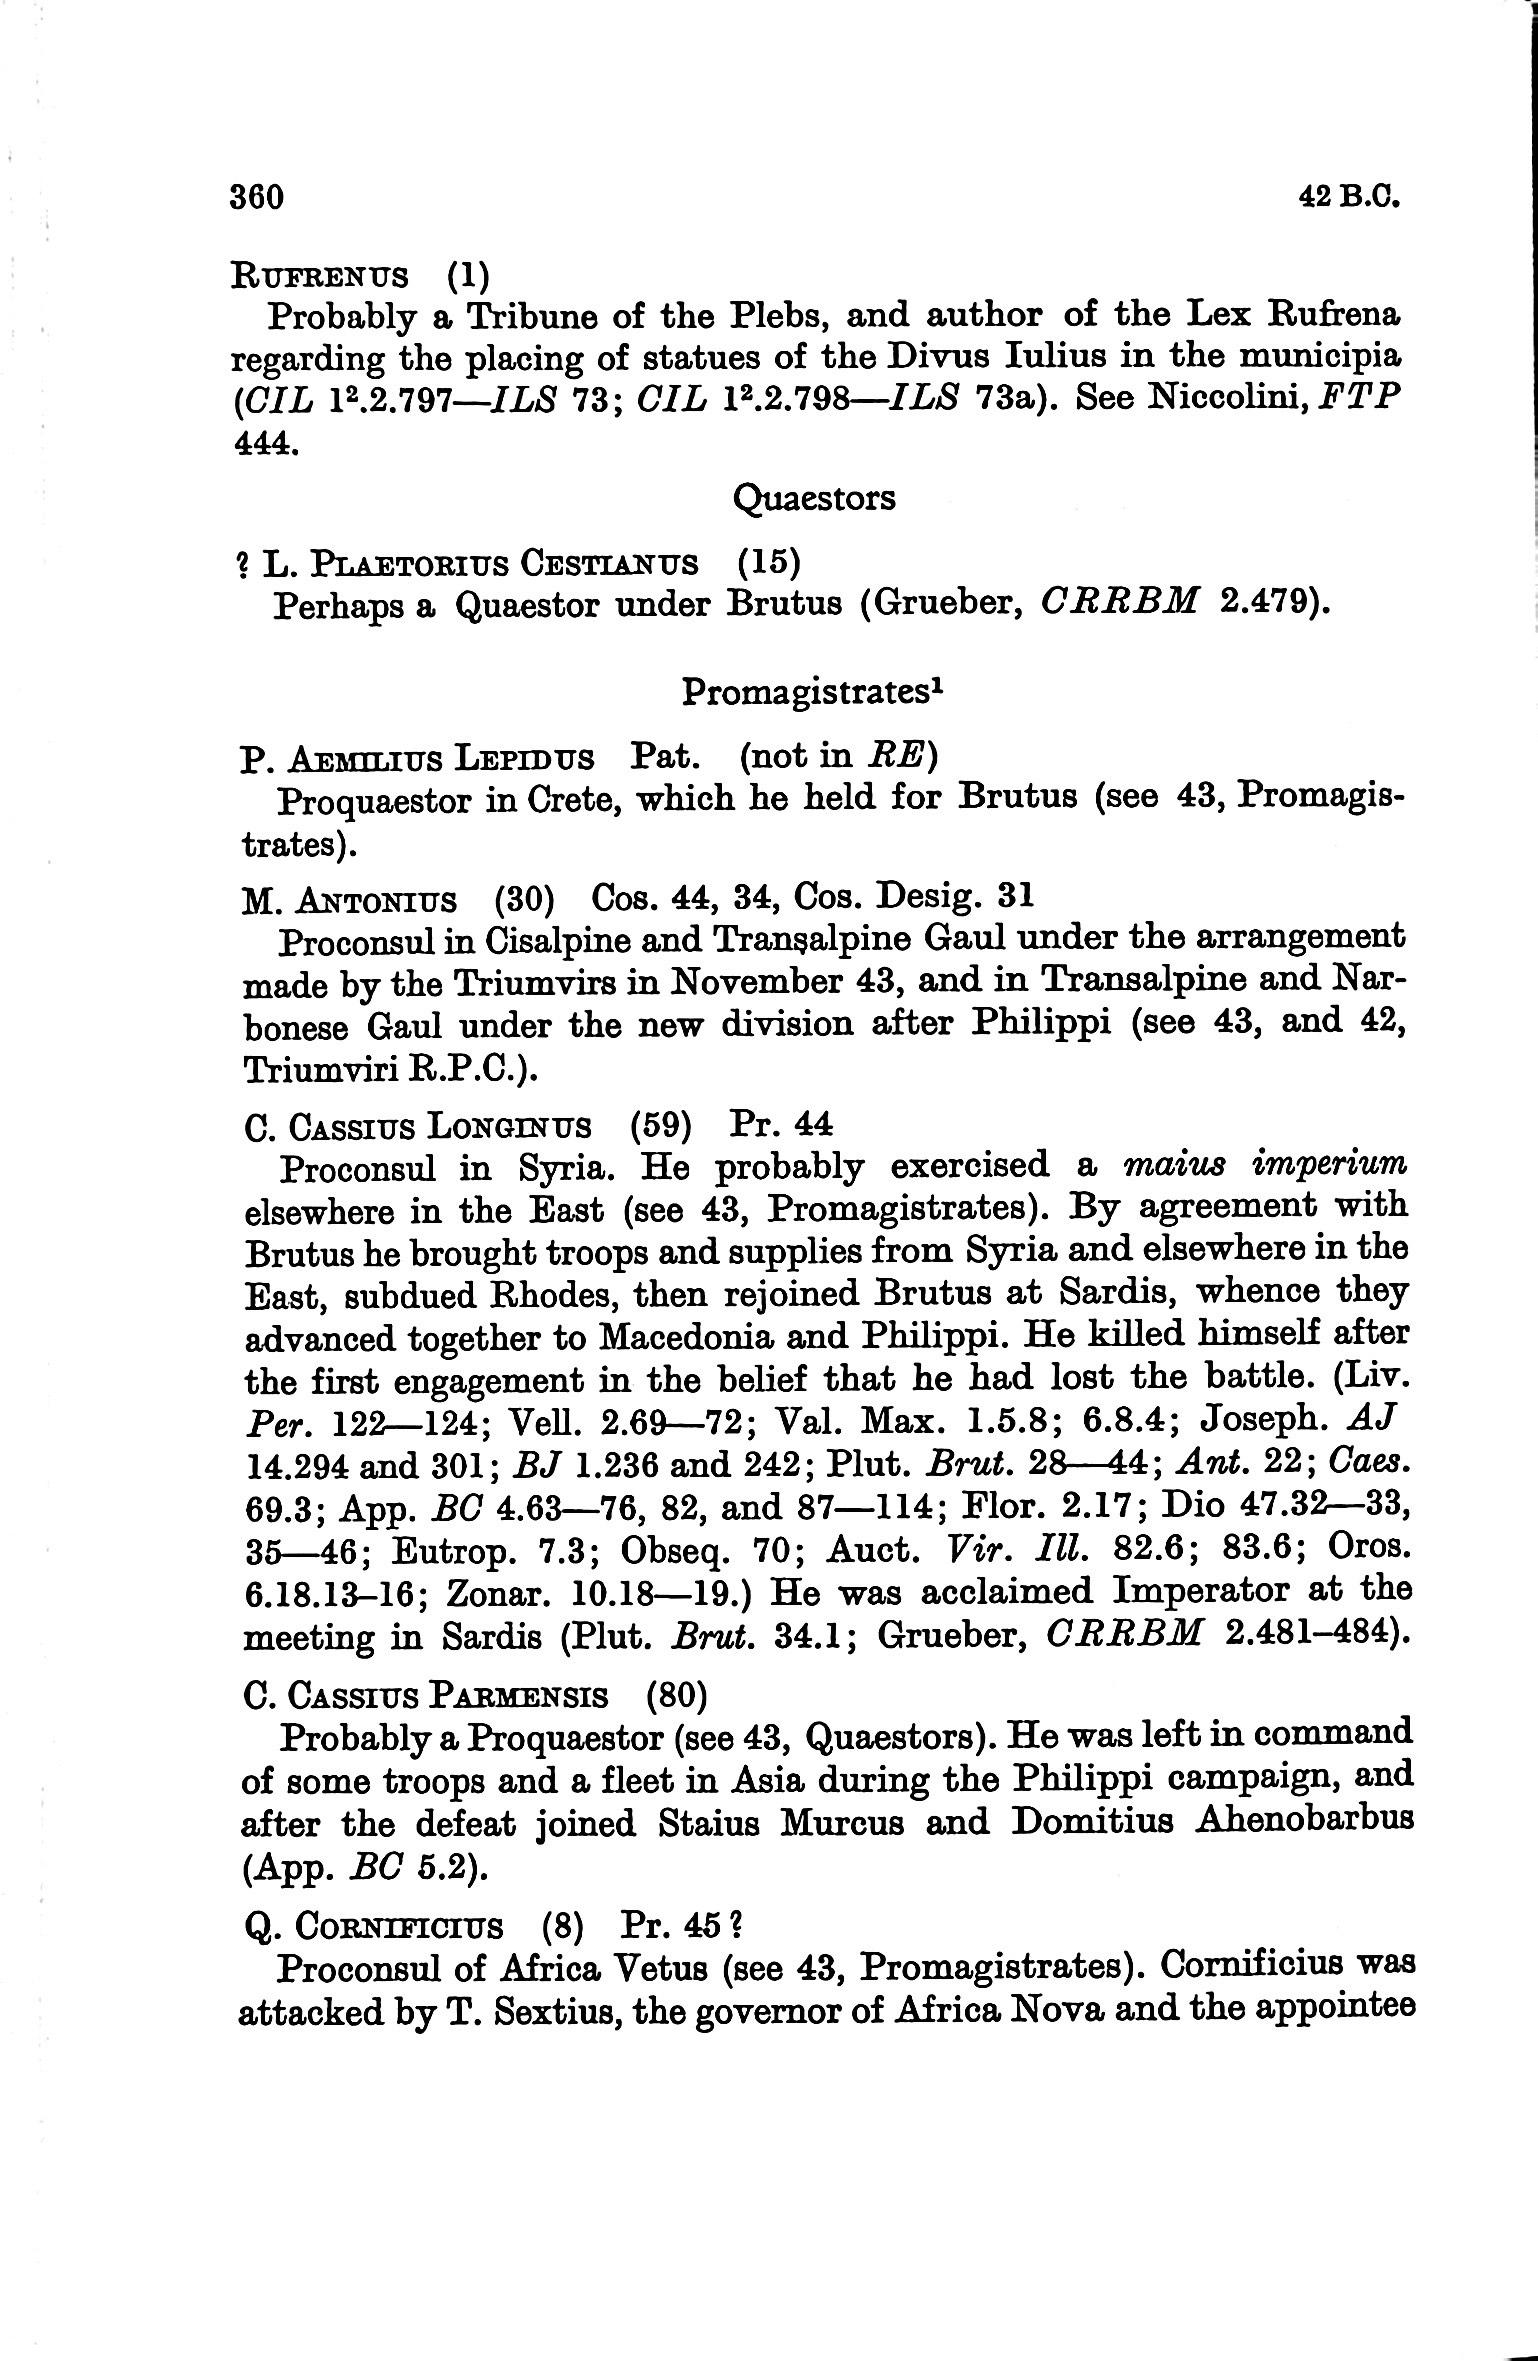 360 42 B.C.
RUFRENUS (1)
Probably a Tribune of the Plebs, and author of the Lex Rufrena
regarding the placing of statues of the Divus Iulius in the municipia
(CIL 1².2.797—ILS 73; CIL 1².2.798—ILS 73a). See Niccolini, FTP
444.
Quaestors
? L. PLAETORIUS CESTIANUS (15)
Perhaps a Quaestor under Brutus (Grueber, CRRBM 2.479).
Promagistrates¹
P. AEMILIUS LEPIDUS Pat. (not in RE)
Proquaestor in Crete, which he held for Brutus (see 43, Promagis-
trates).
M. ANTONIUS (30) Cos. 44, 34, Cos. Desig. 31
Proconsul in Cisalpine and Transalpine Gaul under the arrangement
made by the Triumvirs in November 43, and in Transalpine and Nar-
bonese Gaul under the new division after Philippi (see 43, and 42,
Triumviri R.P.C.).
C. CASSIUS LONGINUS (59) Pr. 44
Proconsul in Syria. He probably exercised a maius imperium
elsewhere in the East (see 43, Promagistrates). By agreement with
Brutus he brought troops and supplies from Syria and elsewhere in the
East, subdued Rhodes, then rejoined Brutus at Sardis, whence they
advanced together to Macedonia and Philippi. He killed himself after
the first engagement in the belief that he had lost the battle. (Liv.
Per. 122—124; Vell. 2.69—72; Val. Max. 1.5.8; 6.8.4; Joseph. AJ
14.294 and 301; BJ 1.236 and 242; Plut. Brut. 28—44; Ant. 22; Caes.
69.3; App. BC 4.63—76, 82, and 87—114; Flor. 2.17; Dio 47.32—33,
35—46; Eutrop. 7.3; Obseq. 70; Auct. Vir. Ill. 82.6; 83.6; Oros.
6.18.13–16; Zonar. 10.18—19.) He was acclaimed Imperator at the
meeting in Sardis (Plut. Brut. 34.1; Grueber, CRRBM 2.481–484).
C. CASSIUS PARMENSIS (80)
Probably a Proquaestor (see 43, Quaestors). He was left in command
of some troops and a fleet in Asia during the Philippi campaign, and
after the defeat joined Staius Murcus and Domitius Ahenobarbus
(App. BC 5.2).
Q. CORNIFICIUS (8) Pr. 45?
Proconsul of Africa Vetus (see 43, Promagistrates). Cornificius was
attacked by T. Sextius, the governor of Africa Nova and the appointee